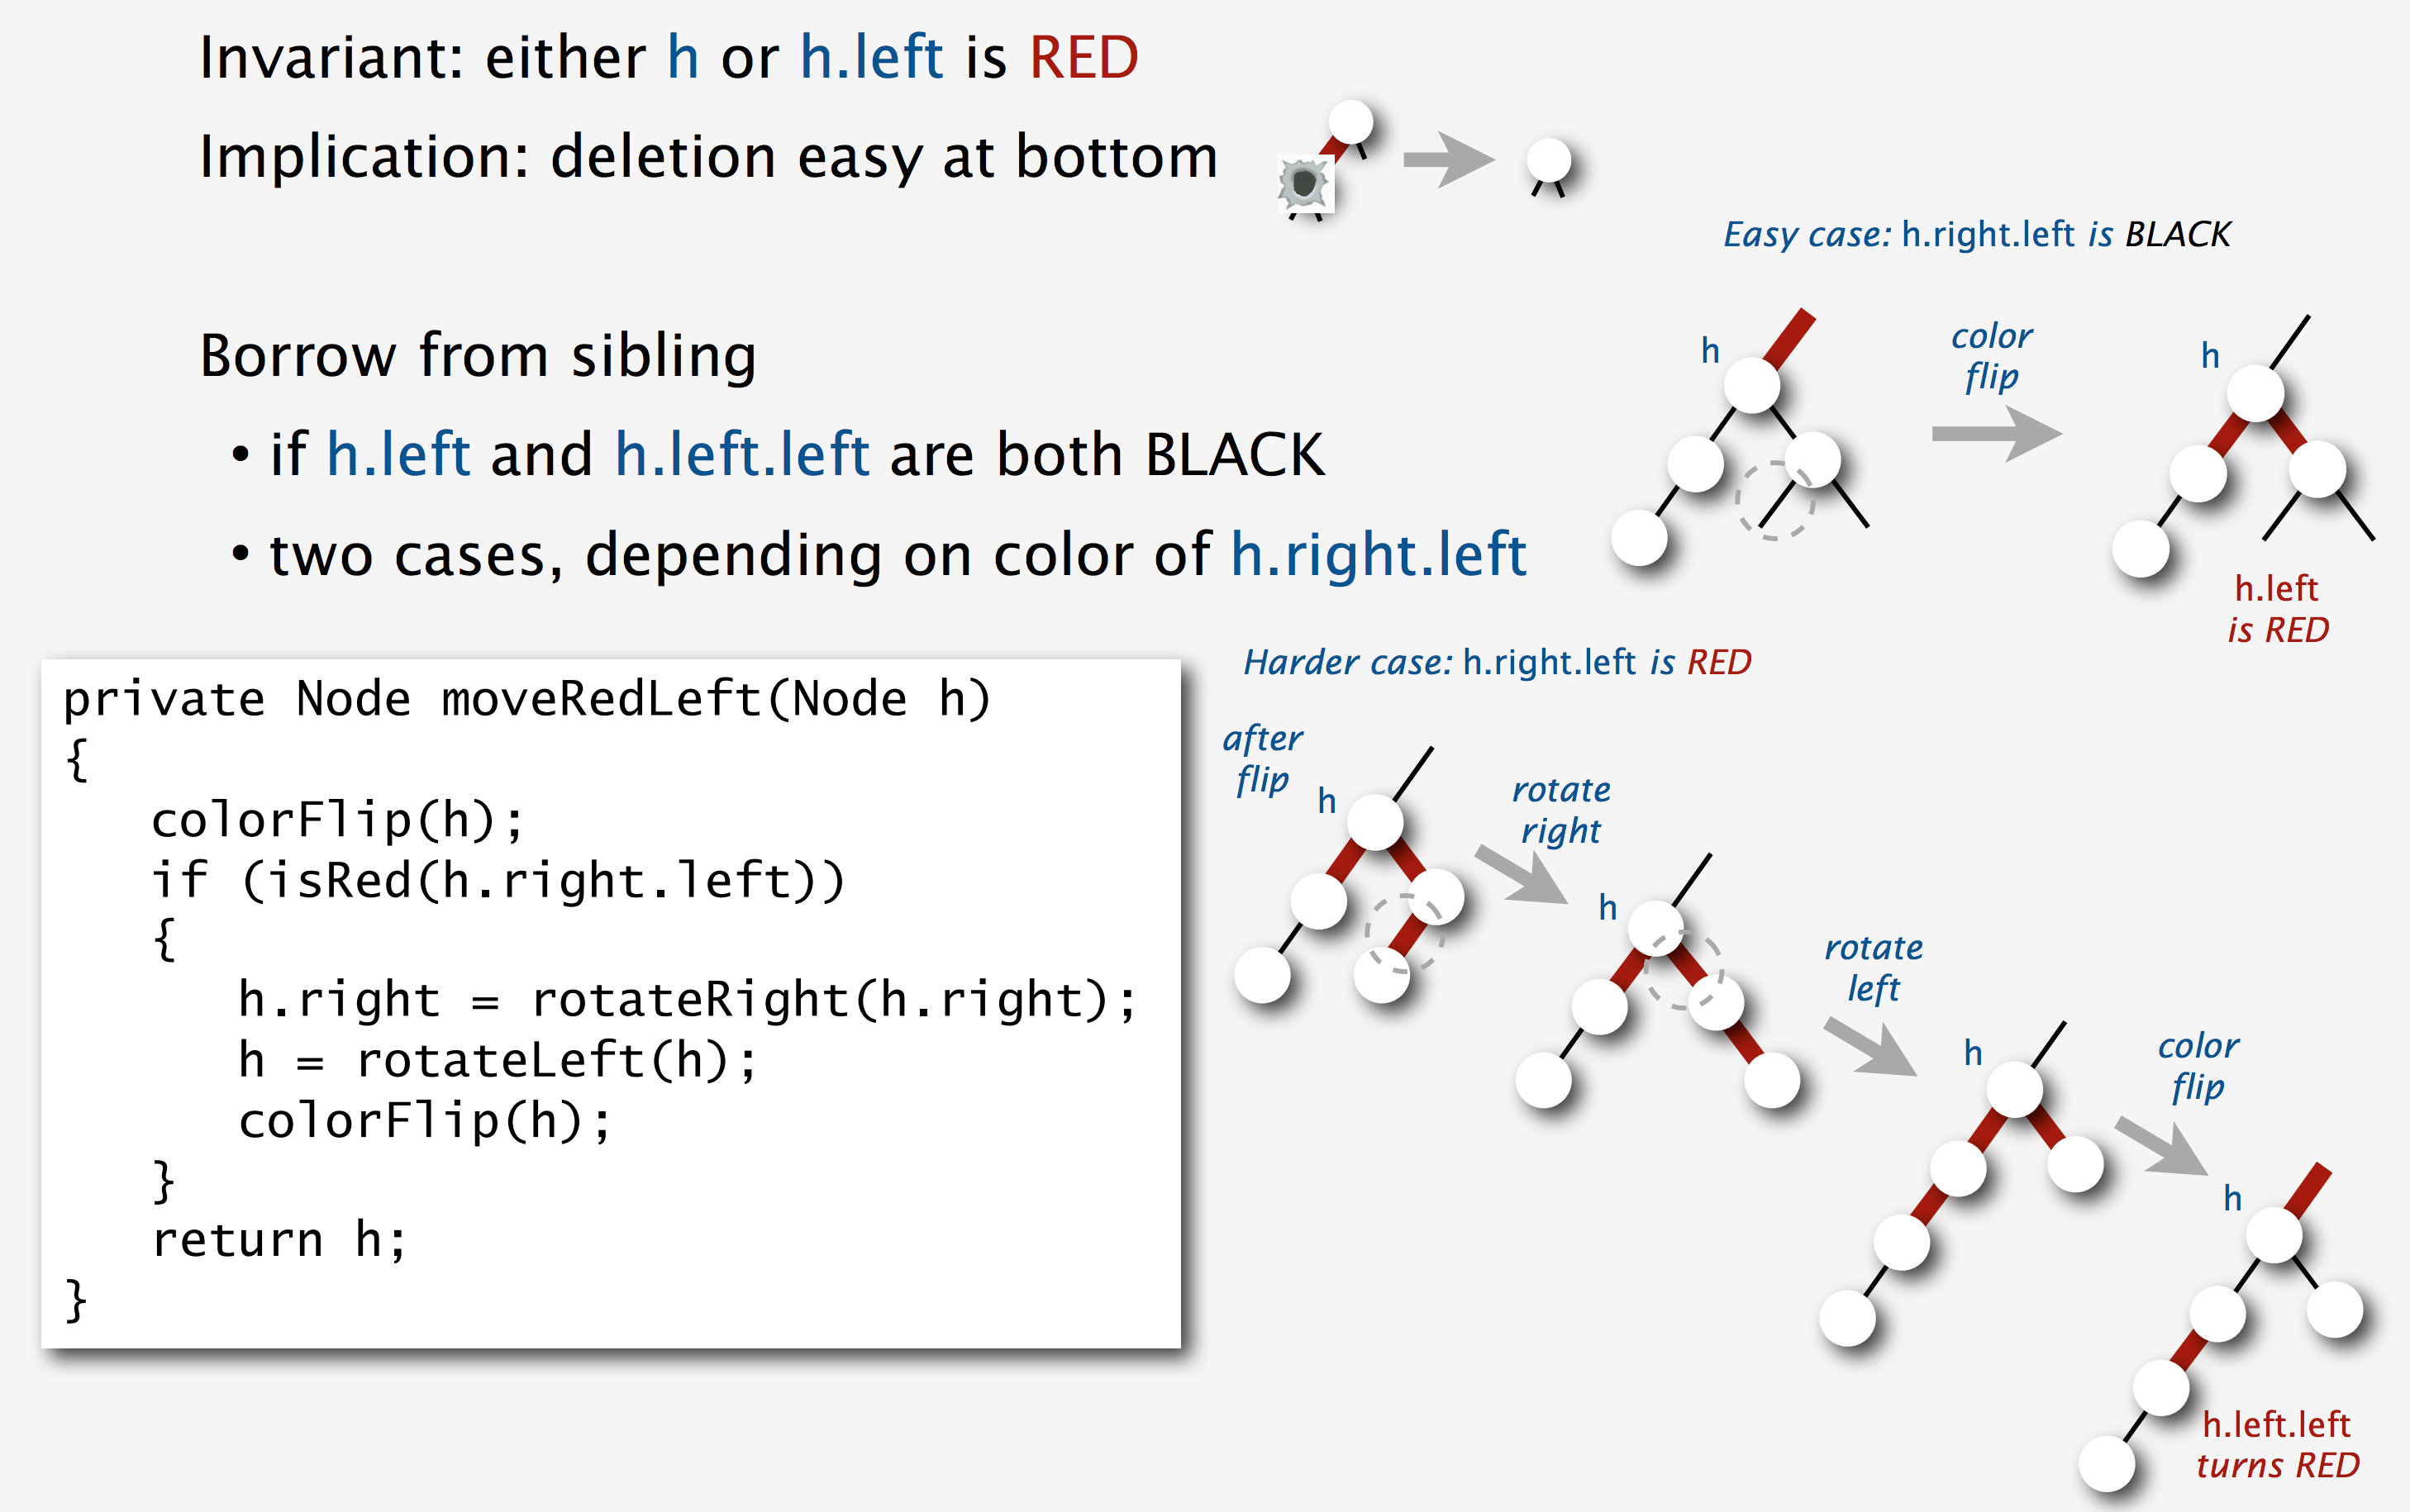 Invariant: either h or h.left is RED
Implication: deletion easy at bottom
Borrow from sibling
• if h.left and h.left.left are both BLACK
• two cases, depending on color of h.right.left
Easy case: h.right.left is BLACK
h
color
flip
h
h.left
is RED
private Node moveRedLeft(Node h)
{
   colorFlip(h);
   if (isRed(h.right.left))
   {
      h.right = rotateRight(h.right);
      h = rotateLeft(h);
      colorFlip(h);
   }
   return h;
}
Harder case: h.right.left is RED
after
flip
h
rotate
right
h
rotate
left
h
color
flip
h
h.left.left
turns RED